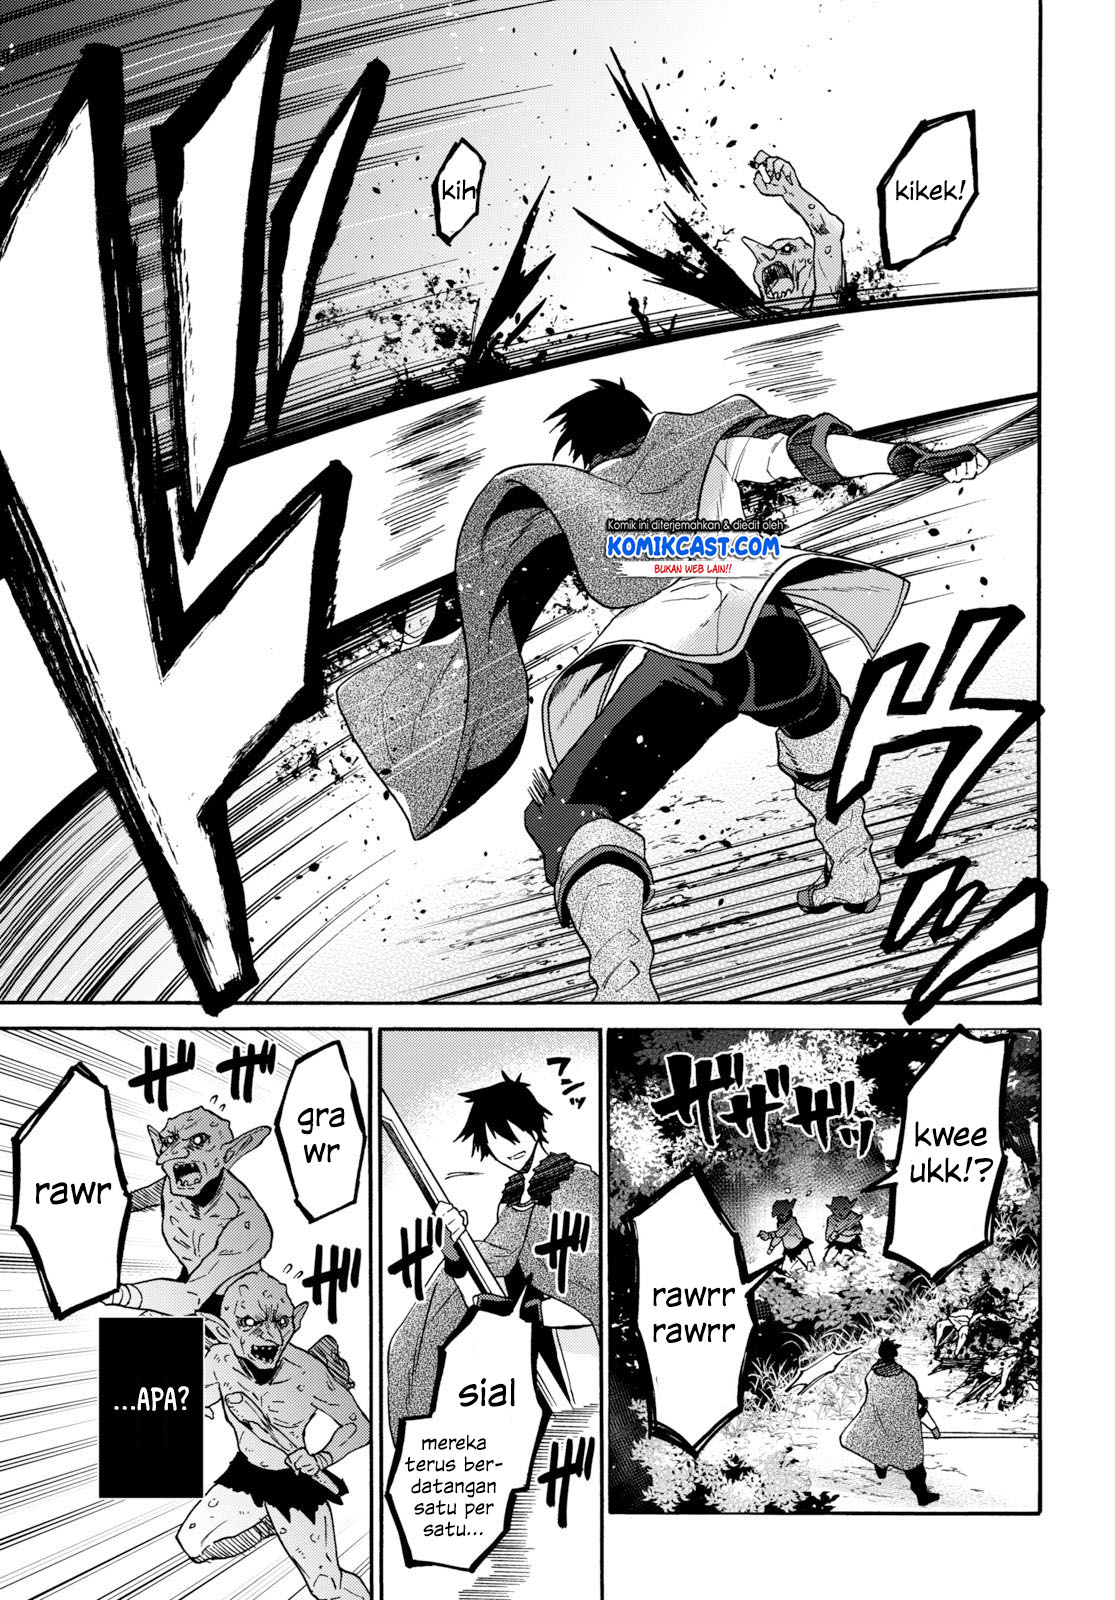 kikek!
kih
Komik ini diterjemahkan & diedit oleh
KOMIKCAST.COM
BUKAN WEB LAIN!!
ザザザッ
kwee
ukk!?
rawrr
rawrr
sial
mereka
terus ber-
datangan
satu per
satu...
ザ
ザ
ザ
gra
wr
ザ
ザ
ザ
rawr
...APA?